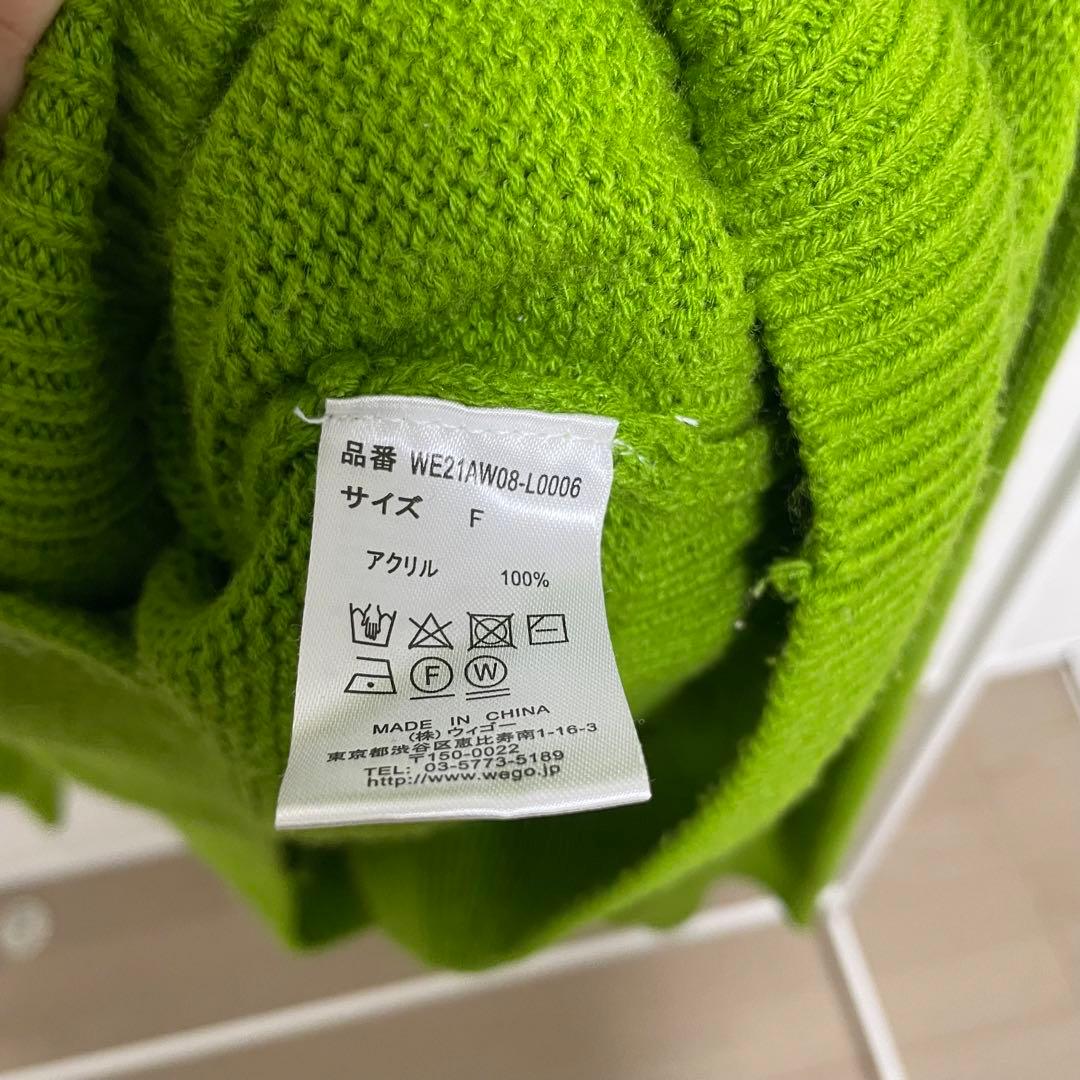 品番 WE21AW08-L0006
サイズ F
アクリル 100%
F W
MADE IN CHINA
(株)ウィゴー
東京都渋谷区恵比寿南1-16-3
〒150-0022
TEL: 03-5773-5189
http://www.wego.jp